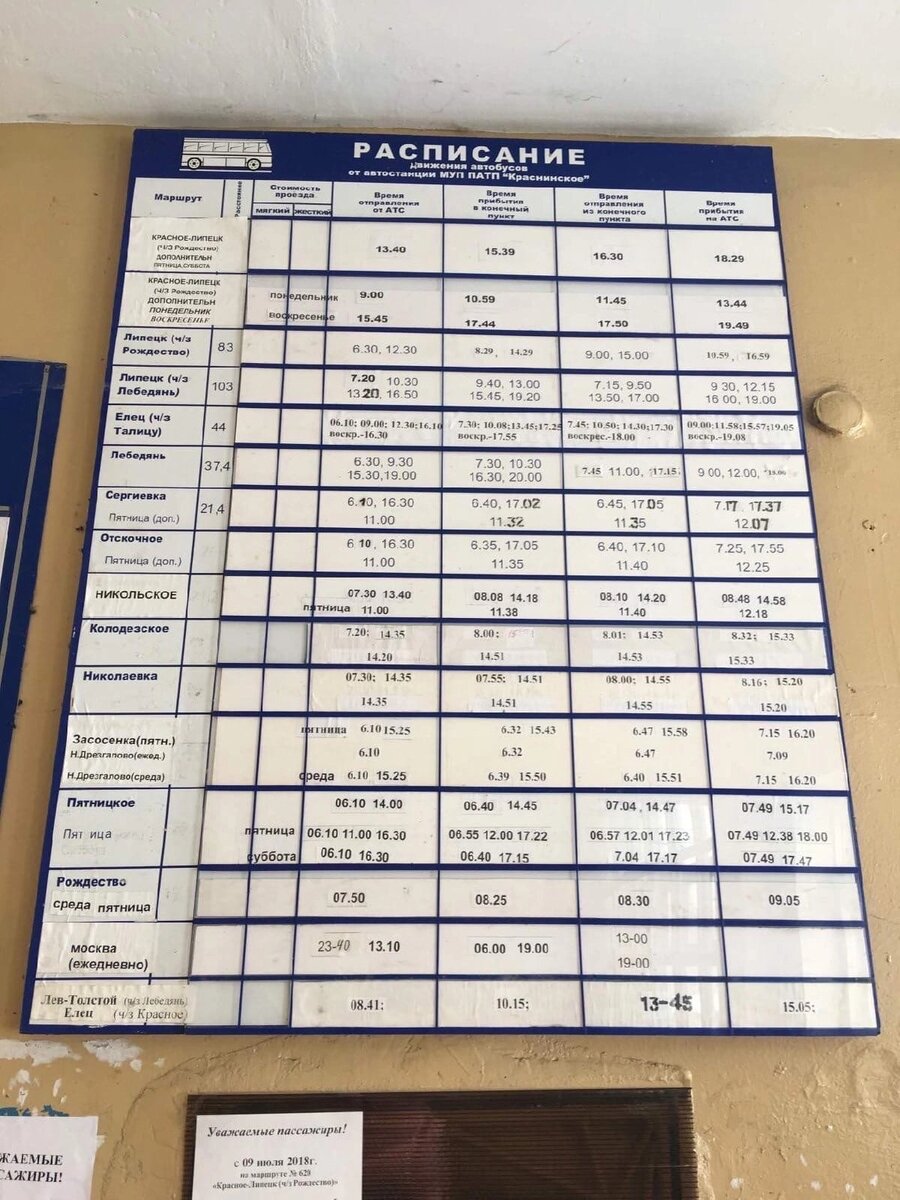 РАСПИСАНИЕ
движения автобусов
от автостанции МУП ПАТП "Краснинское"
Маршрут Расстояние Стоимость проезда мягкий жесткий Время отправления от АТС Время прибытия в конечный пункт Время отправления из конечного пункта Время прибытия на АТС
КРАСНОЕ-ЛИПЕЦК
(Ч/З Рождество)
ДОПОЛНИТЕЛЬН
ПЯТНИЦА,СУББОТА
13.40 15.39 16.30 18.29
КРАСНОЕ-ЛИПЕЦК
(Ч/З Рождество)
ДОПОЛНИТЕЛЬН
ПОНЕДЕЛЬНИК
ВОСКРЕСЕНЬЕ
понедельник 9.00 10.59 11.45 13.44
воскресенье 15.45 17.44 17.50 19.49
Липецк (ч/з
Рождество) 83 6.30, 12.30 8.29, 14.29 9.00, 15.00 10.59, 16.59
Липецк (ч/з
Лебедянь) 103 7.20 10.30 9.40, 13.00 7.15, 9.50 9 30, 12.15
13.20, 16.50 15.45, 19.20 13.50, 17.00 16 00, 19.00
Елец (ч/з
Талицу) 44 06.10; 09.00; 12.30;16.10 7.30; 10.08;13.45;17.25 7.45; 10.50; 14.30;17.30 09.00;11.58;15.57;19.05
воскр.-16.30 воскр.-17.55 воскрес.-18.00 воскр.-19.08
Лебедянь 37,4 6.30, 9.30 7.30, 10.30 7.45 11.00, 17.15 9 00, 12.00,
15.30,19.00 16.30, 20.00
Сергиевка 21,4 6.10, 16.30 6.40, 17.02 6.45, 17.05 7.17 17.37
Пятница (доп.) 11.00 11.32 11.35 12.07
Отскочное 6 10, 16.30 6.35, 17.05 6.40, 17.10 7.25, 17.55
Пятница (доп.) 11.00 11.35 11.40 12.25
НИКОЛЬСКОЕ 07.30 13.40 08.08 14.18 08.10 14.20 08.48 14.58
пятница 11.00 11.38 11.40 12.18
Колодезское 7.20; 14.35 8.00; 8.01; 14.53 8.32; 15.33
14.20 14.51 14.53 15.33
Николаевка 07.30; 14.35 07.55; 14.51 08.00; 14.55 8.16; 15.20
14.35 14.51 14.55 15.20
Засосенка(пятн.) пятница 6.10 15.25 6.32 15.43 6.47 15.58 7.15 16.20
Н.Дрезгалово(ежед.) 6.10 6.32 6.47 7.09
Н.Дрезгалово(среда) среда 6.10 15.25 6.39 15.50 6.40 15.51 7.15 16.20
Пятницкое 06.10 14.00 06.40 14.45 07.04, 14.47 07.49 15.17
Пят ица пятница 06.10 11.00 16.30 06.55 12.00 17.22 06.57 12.01 17.23 07.49 12.38 18.00
суббота 06.10 16.30 06.40 17.15 7.04 17.17 07.49 17.47
Рождество
среда пятница 07.50 08.25 08.30 09.05
москва
(ежедневно) 23-40 13.10 06.00 19.00 13-00
19-00
Лев-Толстой (ч/з Лебедянь)
Елец (ч/з Красное) 08.41; 10.15; 13-45 15.05;
Уважаемые пассажиры!
с 09 июля 2018г.
на маршруте № 628
«Красное-Липецк (ч/з Рождество)»
ЖАЕМЫЕ
САЖИРЫ!